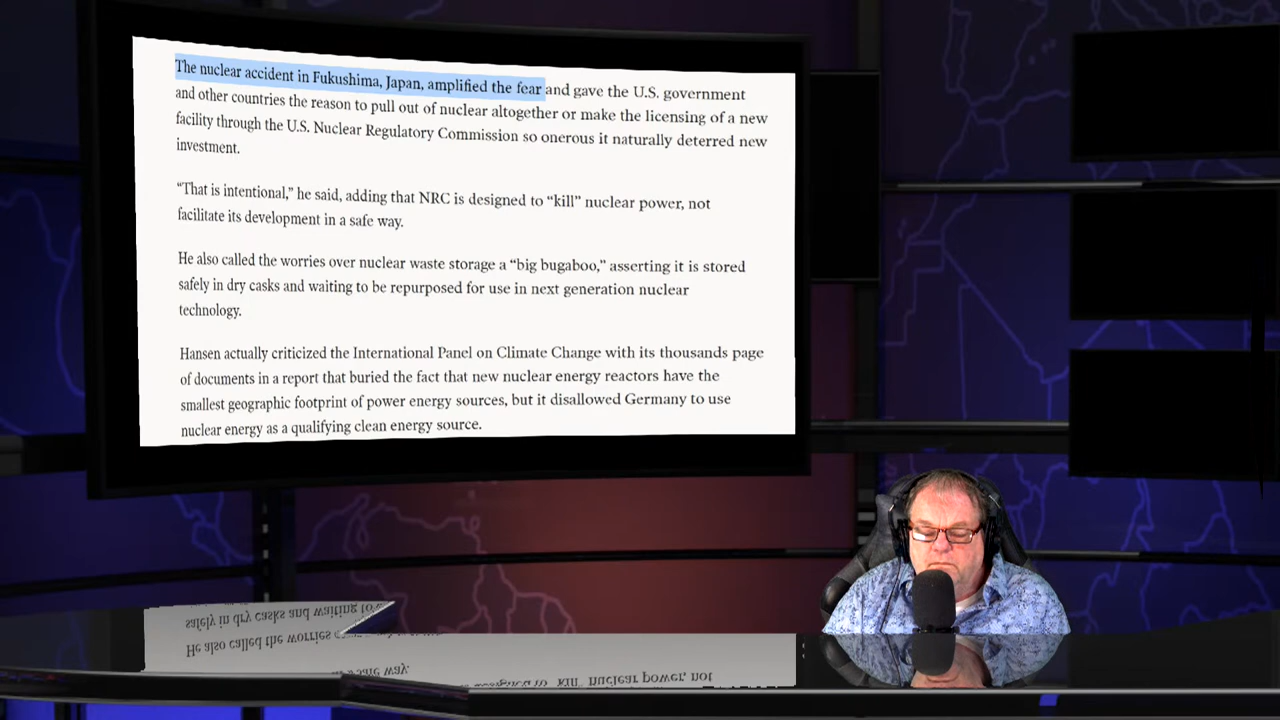 The nuclear accident in Fukushima, Japan, amplified the fear and gave the U.S. government
and other countries the reason to pull out of nuclear altogether or make the licensing of a new
facility through the U.S. Nuclear Regulatory Commission so onerous it naturally deterred new
investment.
“That is intentional,” he said, adding that NRC is designed to “kill” nuclear power, not
facilitate its development in a safe way.
He also called the worries over nuclear waste storage a “big bugaboo,” asserting it is stored
safely in dry casks and waiting to be repurposed for use in next generation nuclear
technology.
Hansen actually criticized the International Panel on Climate Change with its thousands page
of documents in a report that buried the fact that new nuclear energy reactors have the
smallest geographic footprint of power energy sources, but it disallowed Germany to use
nuclear energy as a qualifying clean energy source.